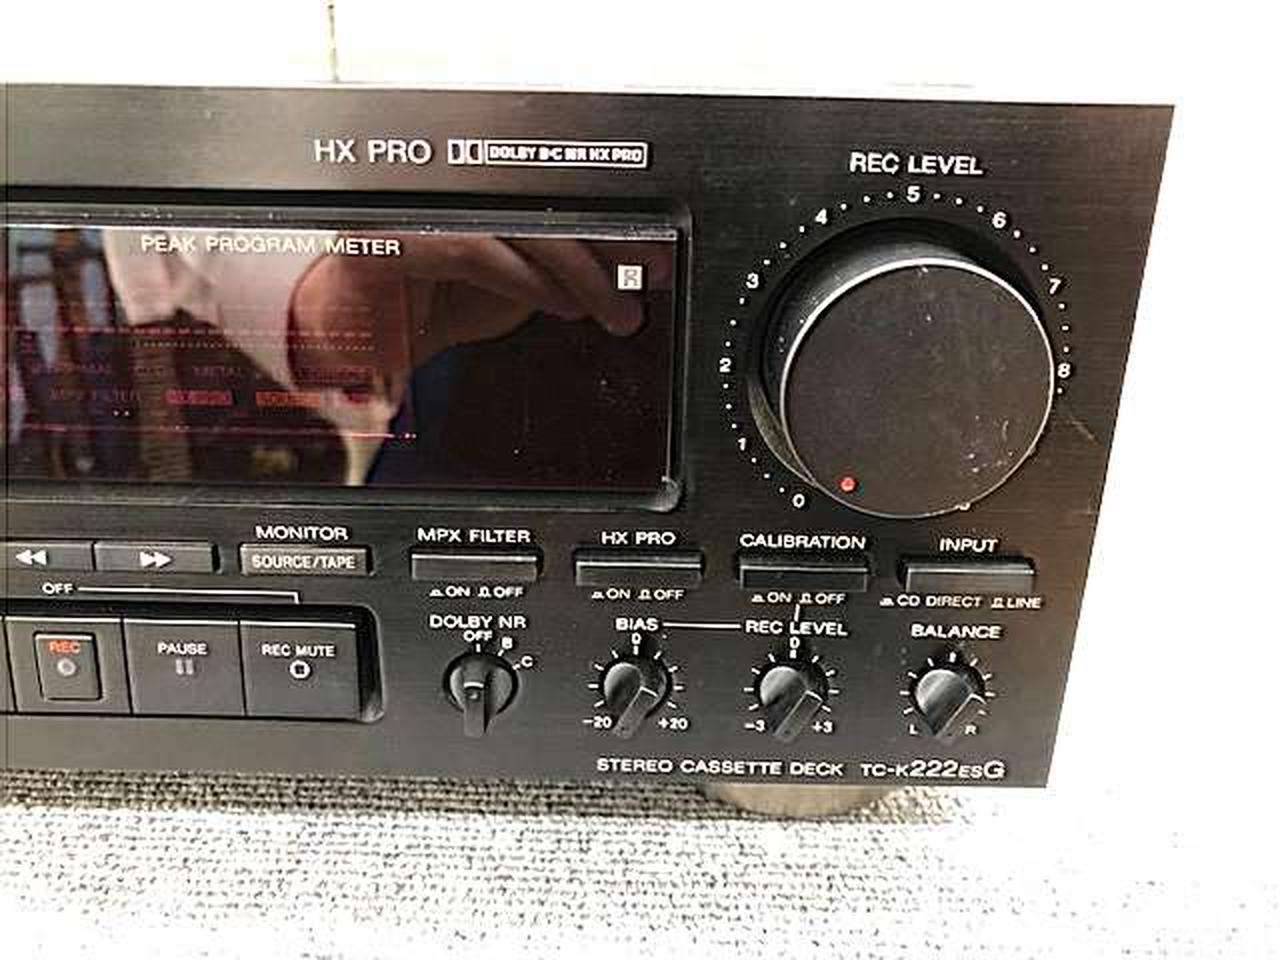 HX PRO DOLBY B·C NR HX PRO
REC LEVEL
0 1 2 3 4 5 6 7 8
PEAK PROGRAM METER
R
METAL
MPX FILTER
MONITOR
SOURCE/TAPE
MPX FILTER
ON OFF
HX PRO
ON OFF
CALIBRATION
ON OFF
INPUT
CD DIRECT LINE
OFF
REC
PAUSE
REC MUTE
DOLBY NR
OFF B C
BIAS
0
-20 +20
REC LEVEL
0
-3 +3
BALANCE
L R
STEREO CASSETTE DECK TC-K222ESG